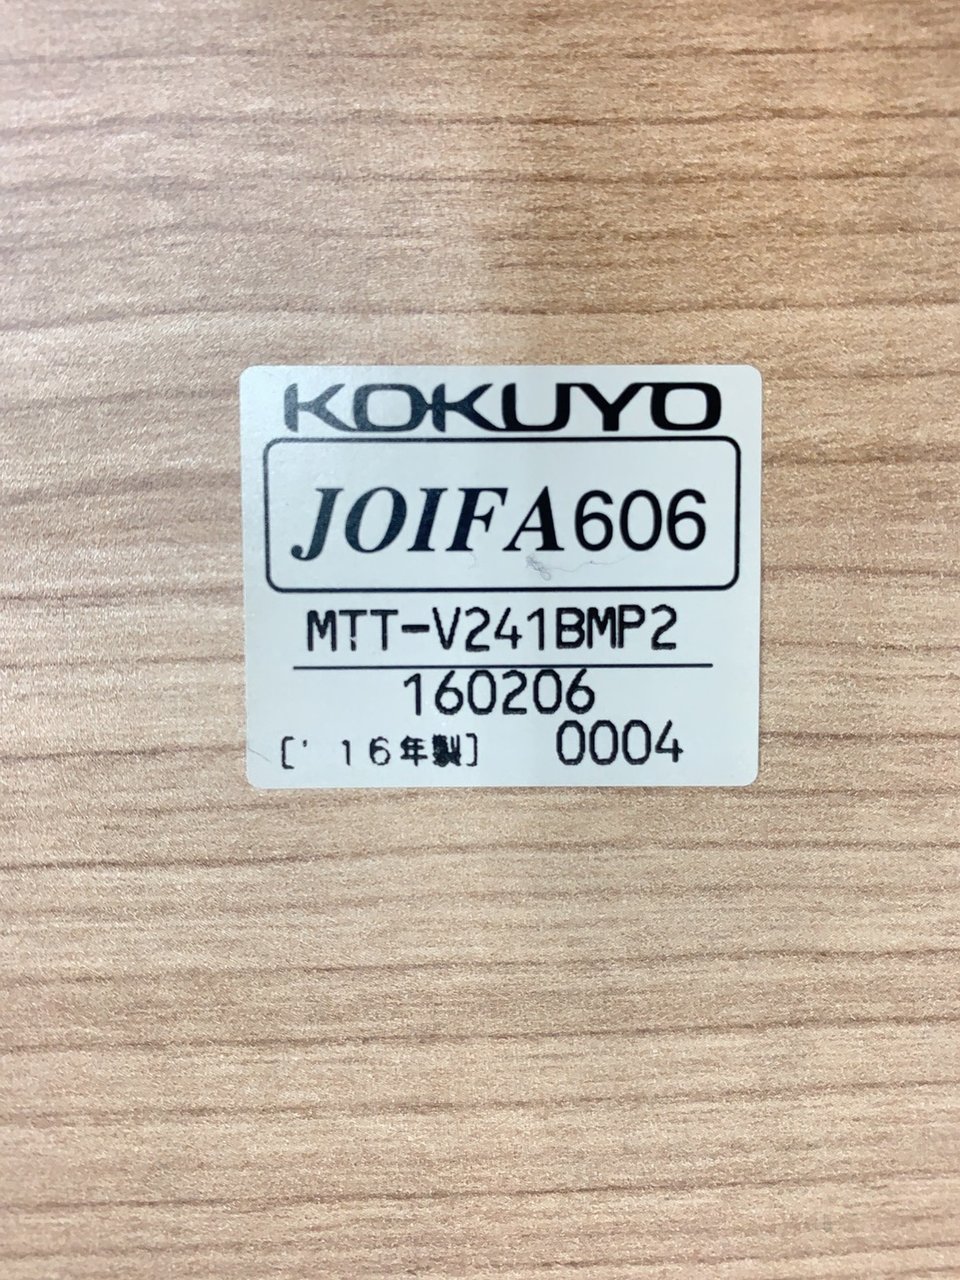 KOKUYO
JOIFA606
MTT-V241BMP2
160206
['16年製] 0004